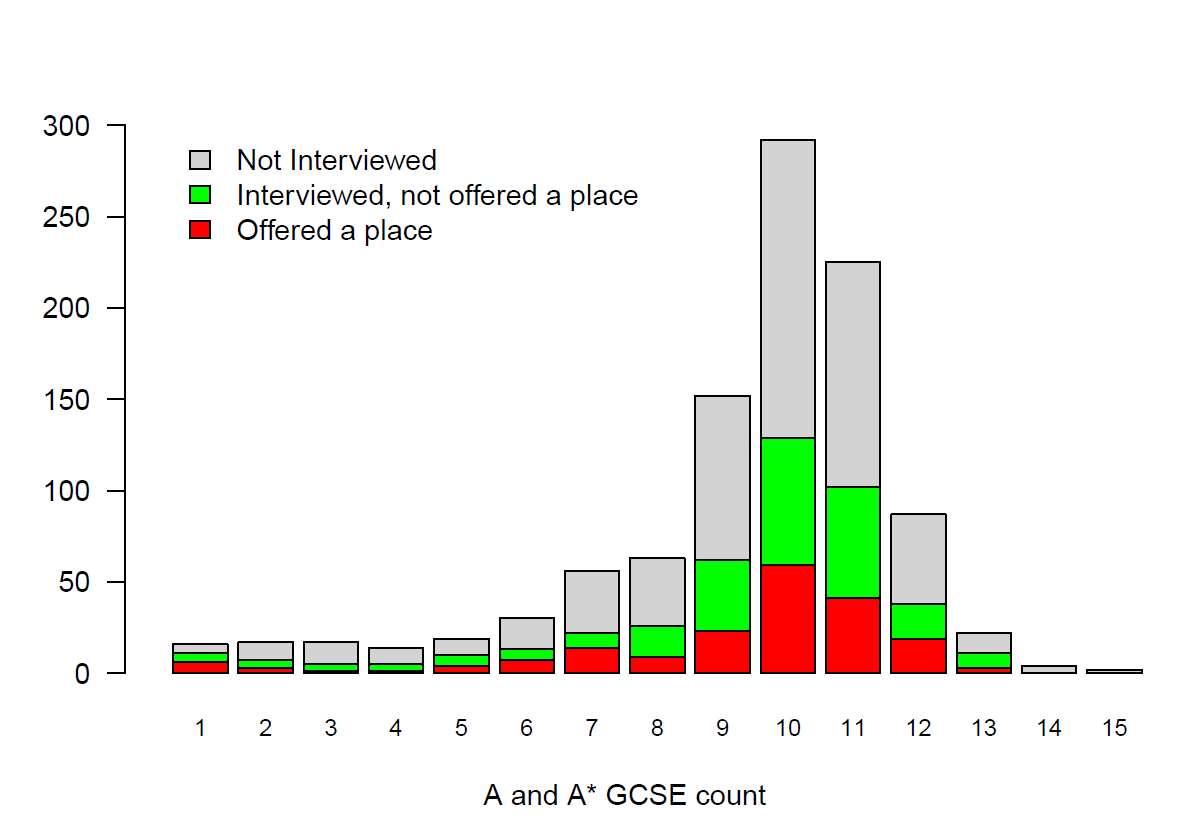 300
250
200
150
100
50
0
Not Interviewed
Interviewed, not offered a place
Offered a place
1 2 3 4 5 6 7 8 9 10 11 12 13 14 15
A and A* GCSE count